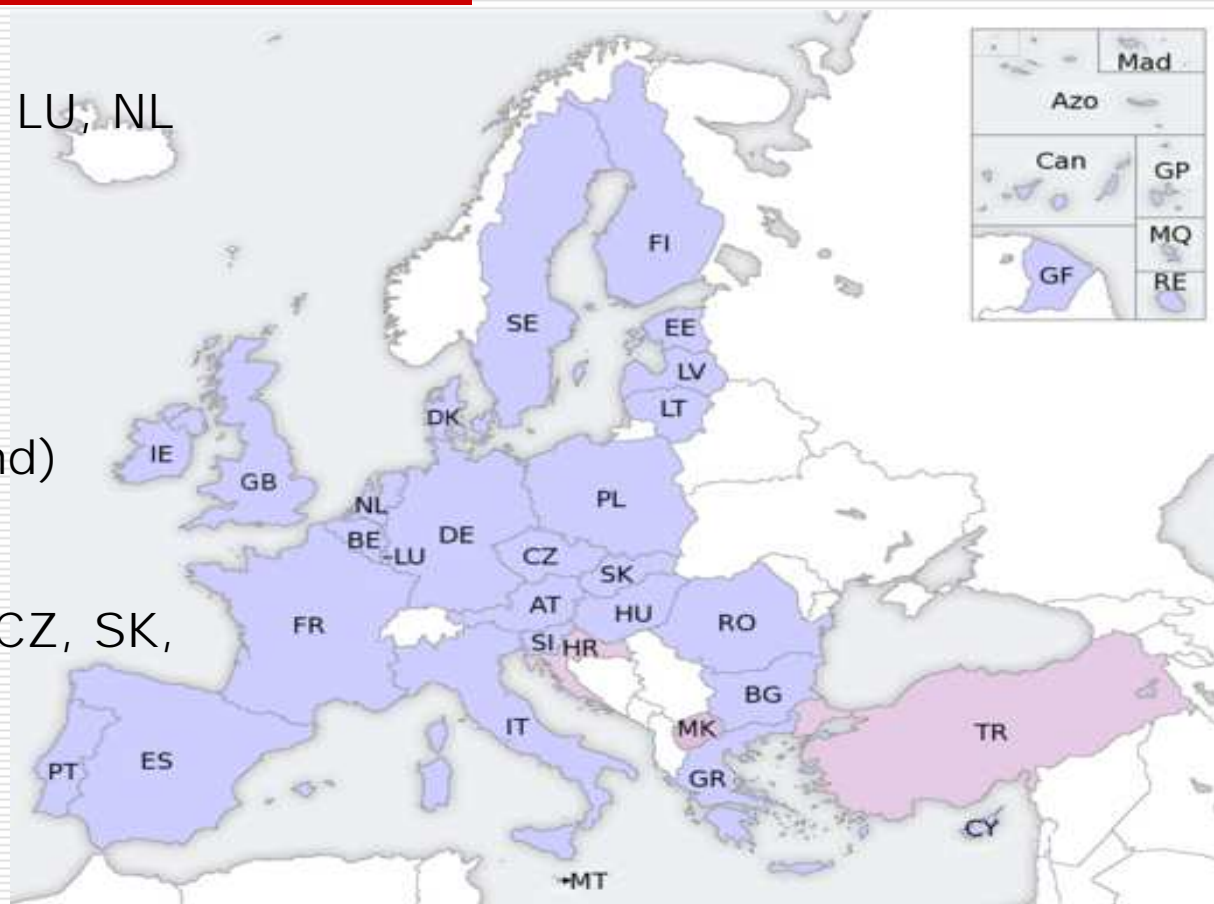 LU, NL
nd)
CZ, SK,
Mad
Azo
Can
GP
MQ
GF
RE
FI
SE
EE
LV
LT
DK
IE
GB
NL
PL
BE
DE
-LU
CZ
SK
AT
HU
FR
RO
SI
HR
BG
IT
MK
TR
ES
PT
GR
CY
MT